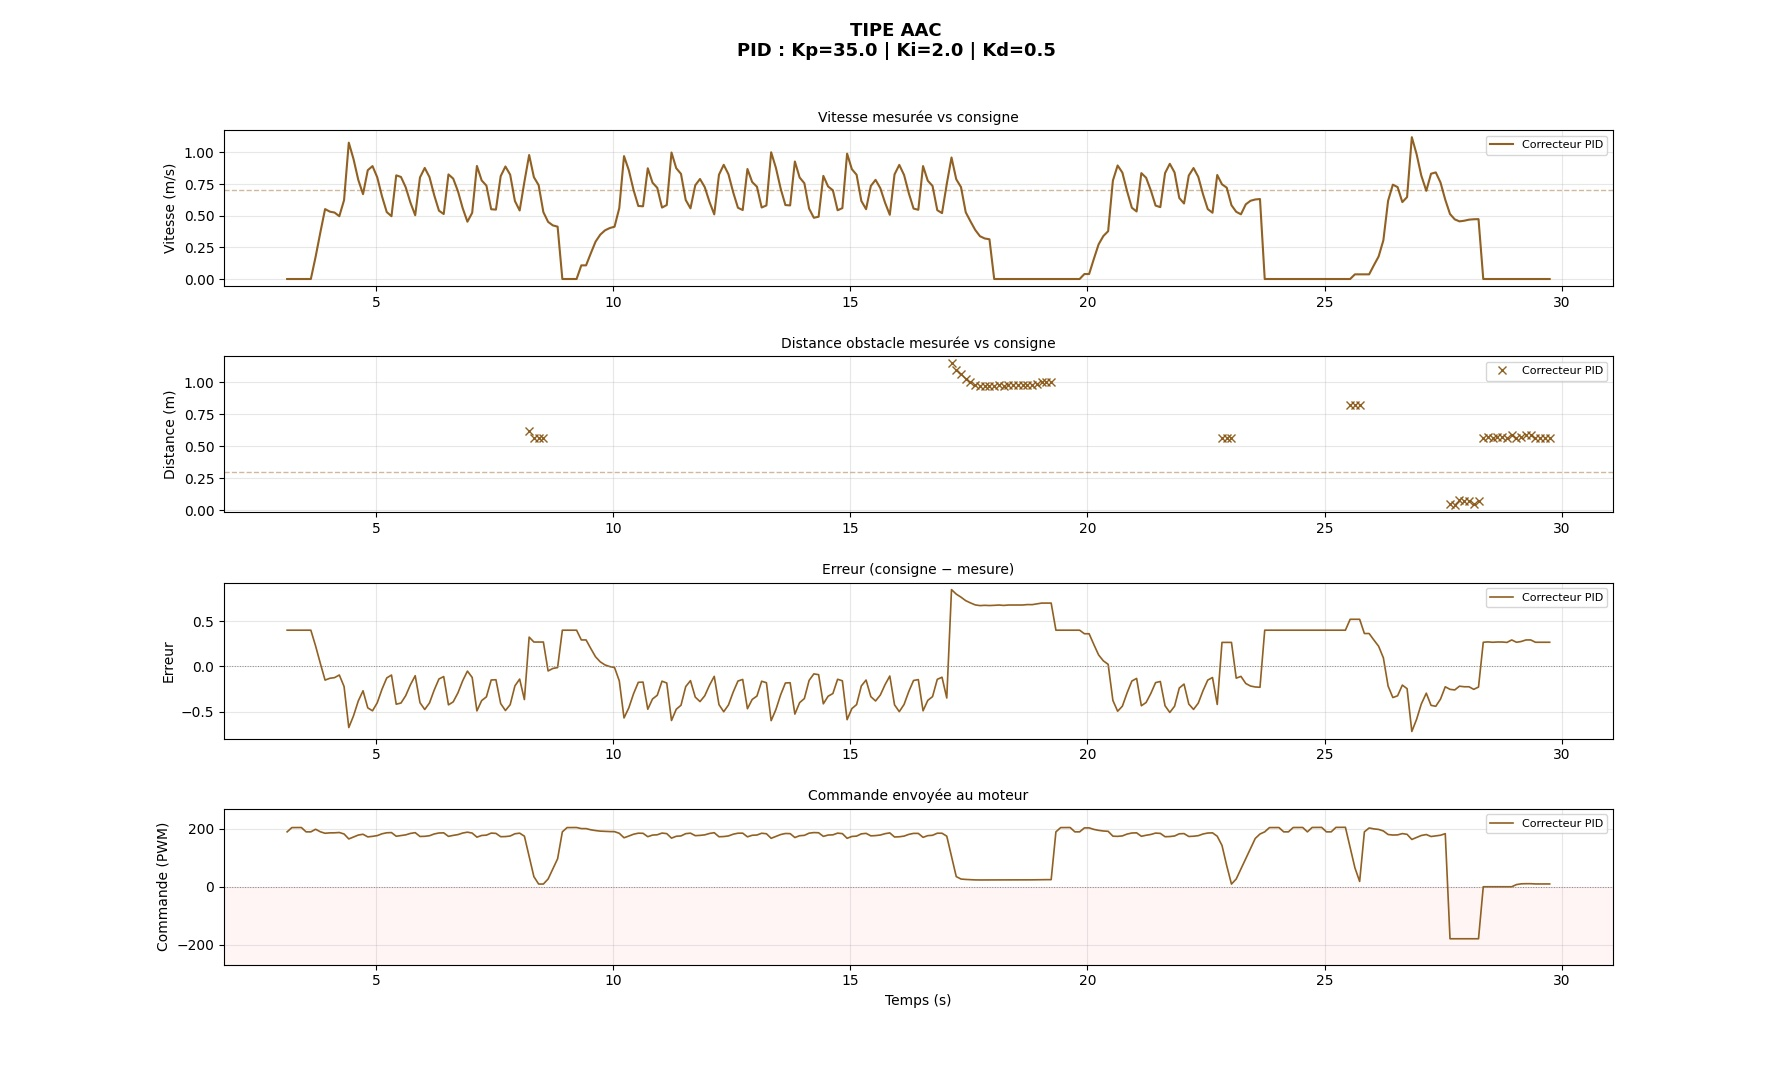 TIPE AAC
PID : Kp=35.0 | Ki=2.0 | Kd=0.5
Vitesse mesurée vs consigne
Vitesse (m/s)
1.00
0.75
0.50
0.25
0.00
Correcteur PID
5 10 15 20 25 30
Distance obstacle mesurée vs consigne
Distance (m)
1.00
0.75
0.50
0.25
0.00
Correcteur PID
5 10 15 20 25 30
Erreur (consigne − mesure)
Erreur
0.5
0.0
−0.5
Correcteur PID
5 10 15 20 25 30
Commande envoyée au moteur
Commande (PWM)
200
0
−200
Correcteur PID
5 10 15 20 25 30
Temps (s)